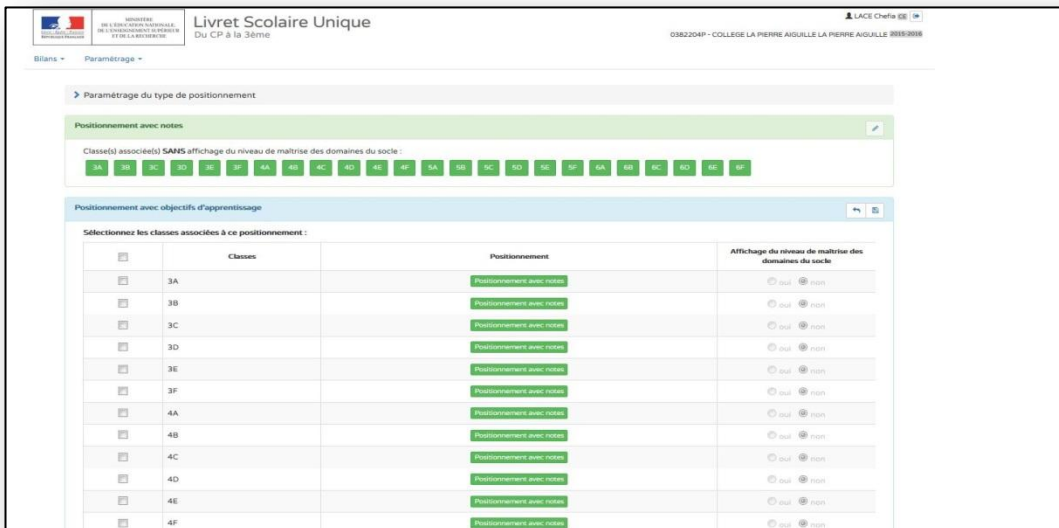 MINISTÈRE
DE L'ÉDUCATION NATIONALE,
DE L'ENSEIGNEMENT SUPÉRIEUR
ET DE LA RECHERCHE
Livret Scolaire Unique
Du CP à la 3ème
LACE Chefia CE
0382204P - COLLEGE LA PIERRE AIGUILLE LA PIERRE AIGUILLE 2015-2016
Bilans
Paramétrage
Paramétrage du type de positionnement
Positionnement avec notes
Classe(s) associée(s) SANS affichage du niveau de maîtrise des domaines du socle :
3A 3B 3C 3D 3E 3F 4A 4B 4C 4D 4E 4F 5A 5B 5C 5D 5E 5F 6A 6B 6C 6D 6E 6F
Positionnement avec objectifs d'apprentissage
Sélectionnez les classes associées à ce positionnement :
Classes Positionnement Affichage du niveau de maîtrise des
domaines du socle
3A Positionnement avec notes oui non
3B Positionnement avec notes oui non
3C Positionnement avec notes oui non
3D Positionnement avec notes oui non
3E Positionnement avec notes oui non
3F Positionnement avec notes oui non
4A Positionnement avec notes oui non
4B Positionnement avec notes oui non
4C Positionnement avec notes oui non
4D Positionnement avec notes oui non
4E Positionnement avec notes oui non
4F Positionnement avec notes oui non